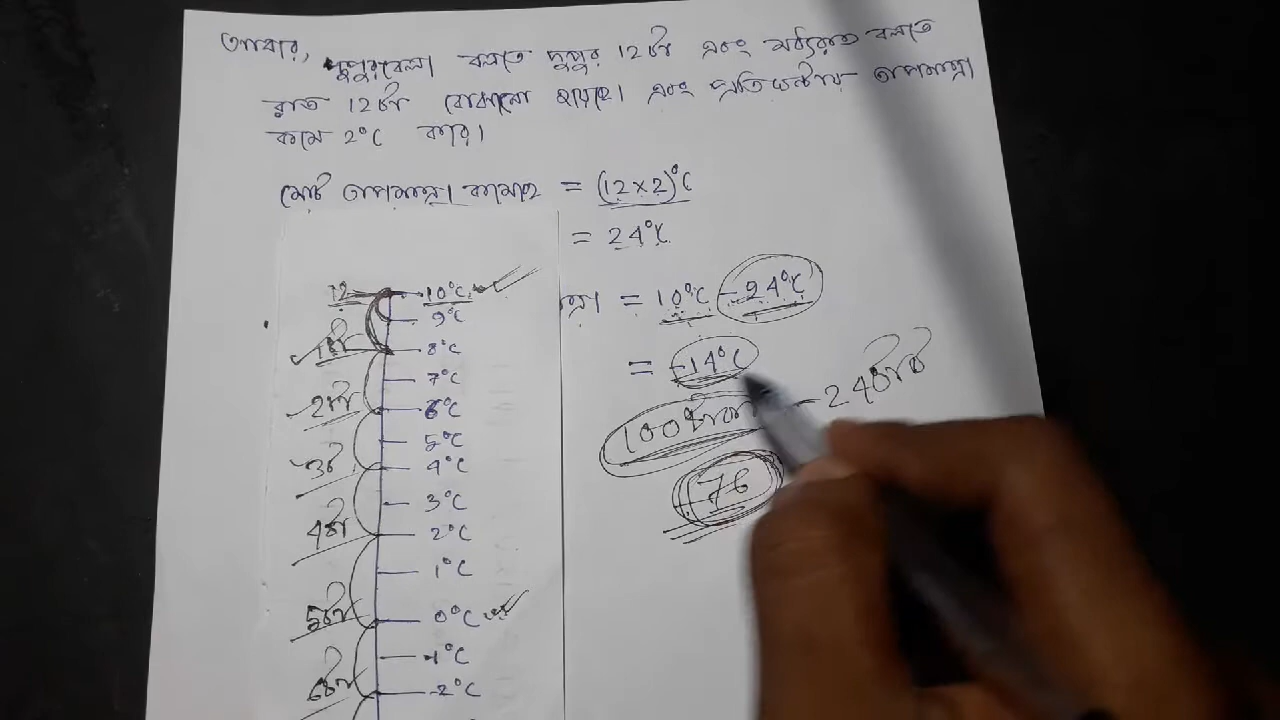 আবার, দুপুরবেলা বলতে দুপুর 12টা এবং মধ্যরাত বলতে
রাত 12টা বোঝানো হয়েছে। এবং প্রতি ঘন্টায় তাপমাত্রা
কমে 2°C করে।
মোট তাপমাত্রা কমেছে = (12×2)°C
= 24°C
= 10°C - 24°C
= -14°C
100টাকা - 24টা
-76
12 10°C
9°C
1টা 8°C
7°C
2টা 6°C
5°C
3টা 4°C
3°C
4টা 2°C
1°C
5টা 0°C
-1°C
6টা -2°C